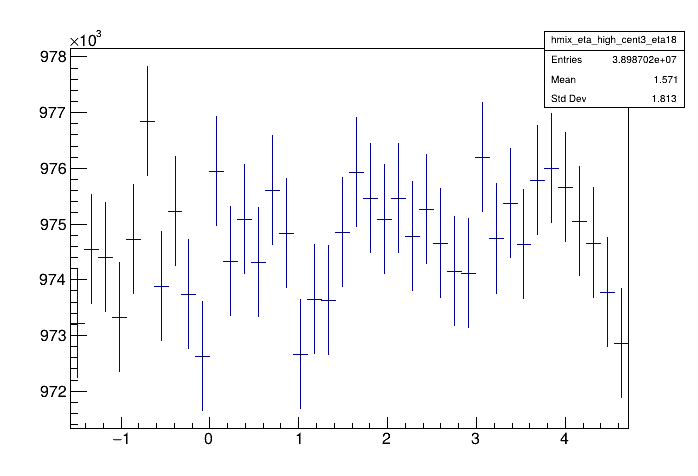 ×10³
hmix_eta_high_cent3_eta18
Entries 3.898702e+07
Mean 1.571
Std Dev 1.813
978
977
976
975
974
973
972
−1 0 1 2 3 4